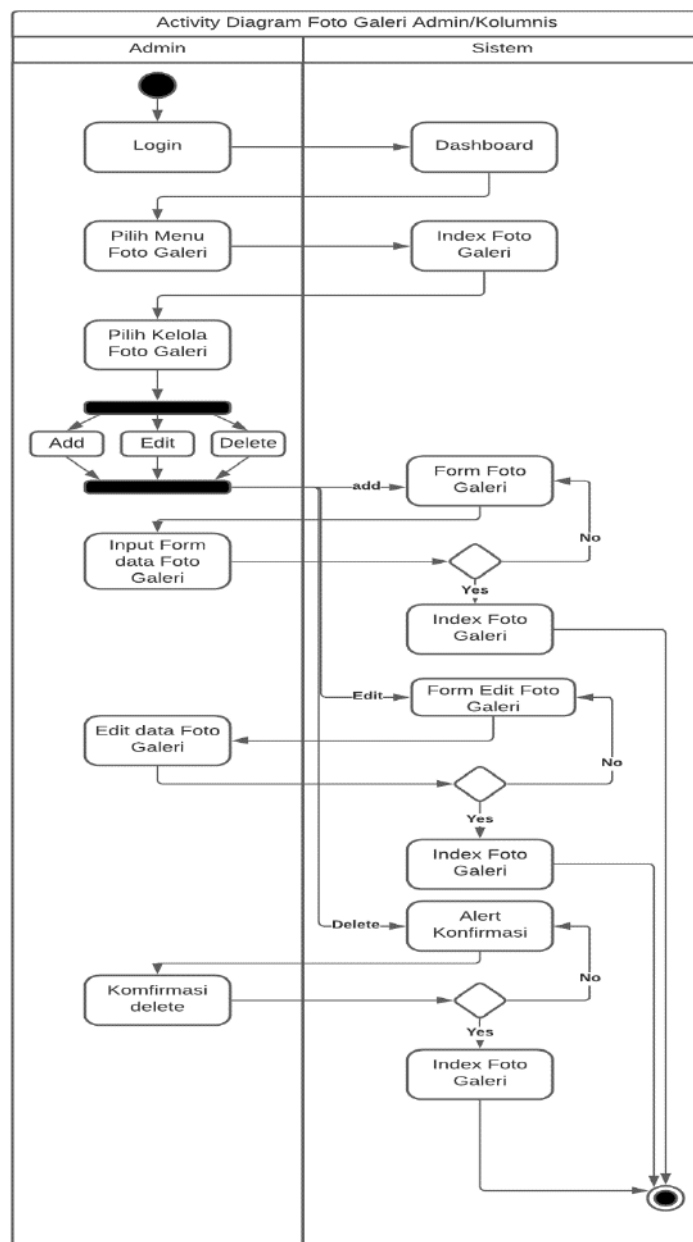 Activity Diagram Foto Galeri Admin/Kolumnis
Admin
Sistem
Login
Dashboard
Pilih Menu
Foto Galeri
Index Foto
Galeri
Pilih Kelola
Foto Galeri
Add
Edit
Delete
add
Form Foto
Galeri
No
Input Form
data Foto
Galeri
Yes
Index Foto
Galeri
Edit
Form Edit Foto
Galeri
Edit data Foto
Galeri
No
Yes
Index Foto
Galeri
Delete
Alert
Konfirmasi
No
Komfirmasi
delete
Yes
Index Foto
Galeri